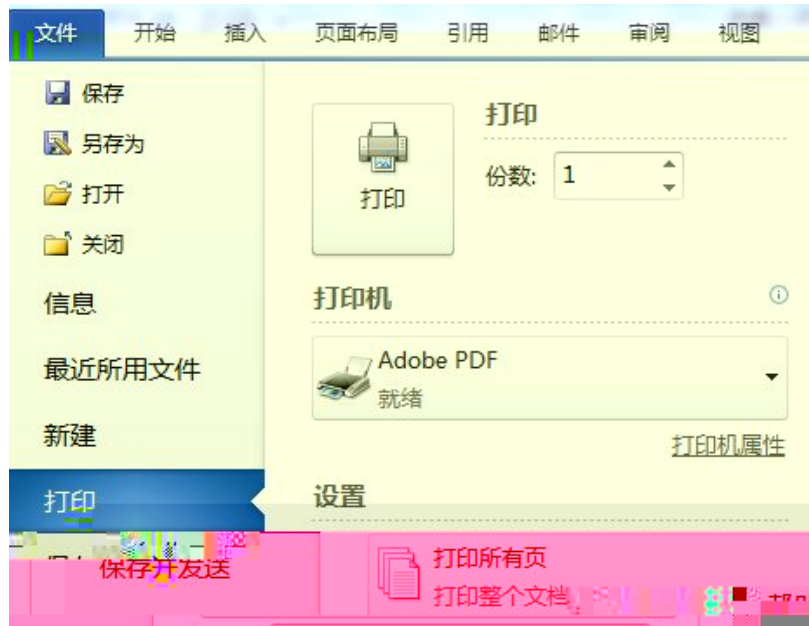 文件 开始 插入 页面布局 引用 邮件 审阅 视图
保存
另存为
打开
关闭
信息
最近所用文件
新建
打印
保存并发送
打印
打印
份数: 1
打印机
Adobe PDF
就绪
打印机属性
设置
打印所有页
打印整个文档